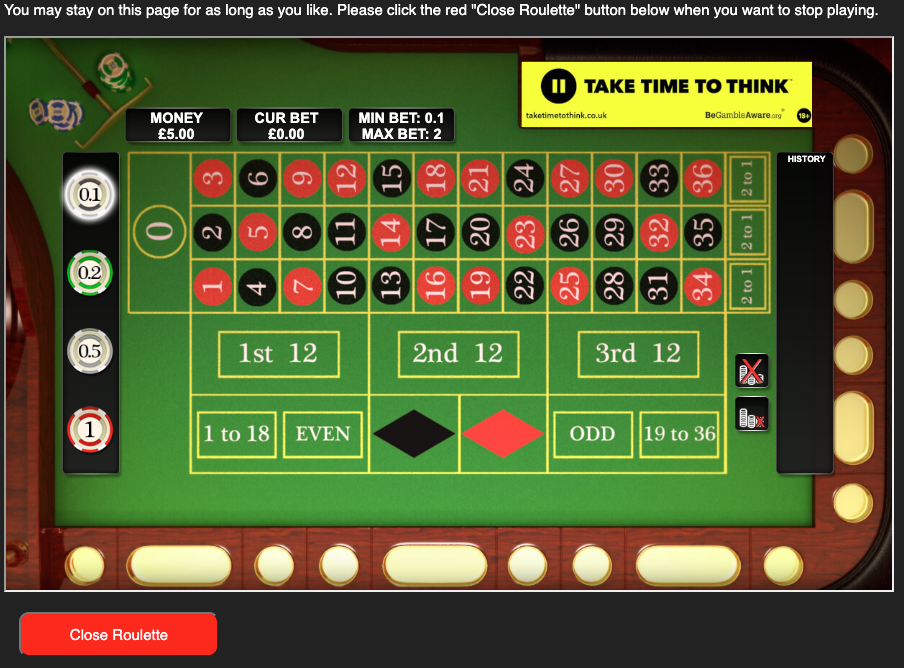 You may stay on this page for as long as you like. Please click the red "Close Roulette" button below when you want to stop playing.
TAKE TIME TO THINK
taketimetothink.co.uk BeGambleAware.org® 18+
MONEY
£5.00
CUR BET
£0.00
MIN BET: 0.1
MAX BET: 2
HISTORY
0.1
0.2
0.5
1
0
3 6 9 12 15 18 21 24 27 30 33 36 2 to 1
2 5 8 11 14 17 20 23 26 29 32 35 2 to 1
1 4 7 10 13 16 19 22 25 28 31 34 2 to 1
1st 12 2nd 12 3rd 12
1 to 18 EVEN ODD 19 to 36
Close Roulette